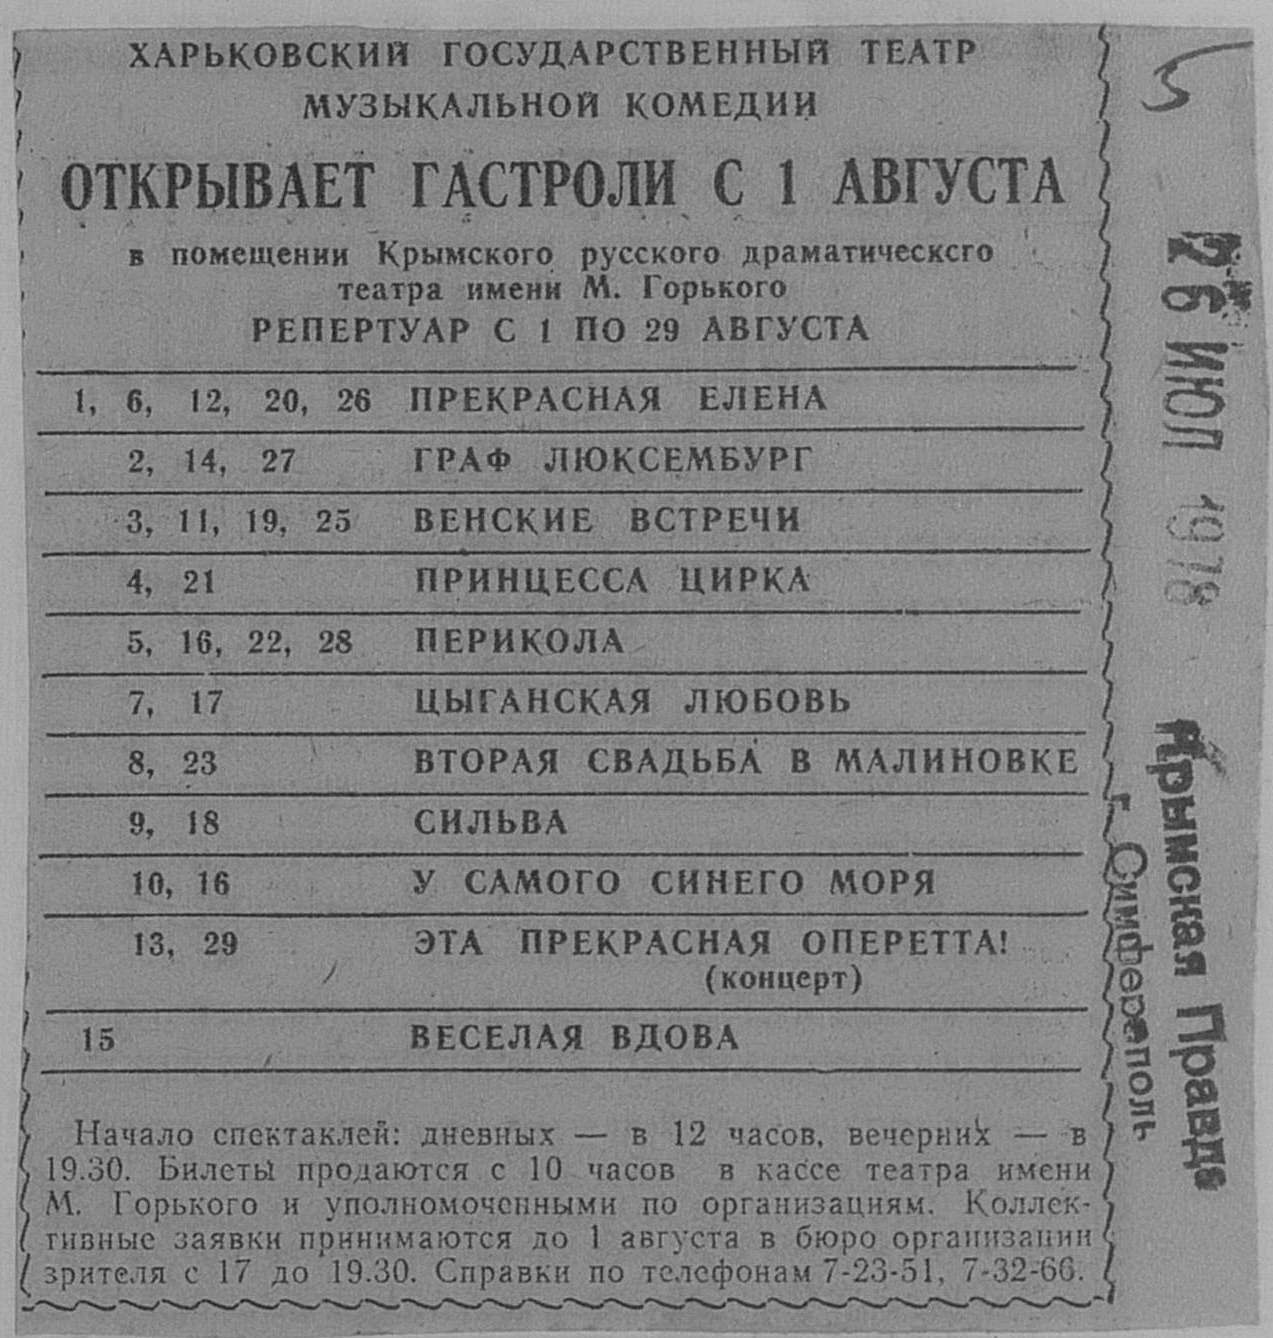 ХАРЬКОВСКИЙ ГОСУДАРСТВЕННЫЙ ТЕАТР
МУЗЫКАЛЬНОЙ КОМЕДИИ
ОТКРЫВАЕТ ГАСТРОЛИ С 1 АВГУСТА
в помещении Крымского русского драматическсго
театра имени М. Горького
РЕПЕРТУАР С 1 ПО 29 АВГУСТА
1, 6, 12, 20, 26 ПРЕКРАСНАЯ ЕЛЕНА
2, 14, 27 ГРАФ ЛЮКСЕМБУРГ
3, 11, 19, 25 ВЕНСКИЕ ВСТРЕЧИ
4, 21 ПРИНЦЕССА ЦИРКА
5, 16, 22, 28 ПЕРИКОЛА
7, 17 ЦЫГАНСКАЯ ЛЮБОВЬ
8, 23 ВТОРАЯ СВАДЬБА В МАЛИНОВКЕ
9, 18 СИЛЬВА
10, 16 У САМОГО СИНЕГО МОРЯ
13, 29 ЭТА ПРЕКРАСНАЯ ОПЕРЕТТА!
(концерт)
15 ВЕСЕЛАЯ ВДОВА
Начало спектаклей: дневных — в 12 часов, вечерних — в
19.30. Билеты продаются с 10 часов в кассе театра имени
М. Горького и уполномоченными по организациям. Коллек-
тивные заявки принимаются до 1 августа в бюро организации
зрителя с 17 до 19.30. Справки по телефонам 7-23-51, 7-32-66.
5
26 ИЮЛ 1978
Крымская Правда
г. Симферополь